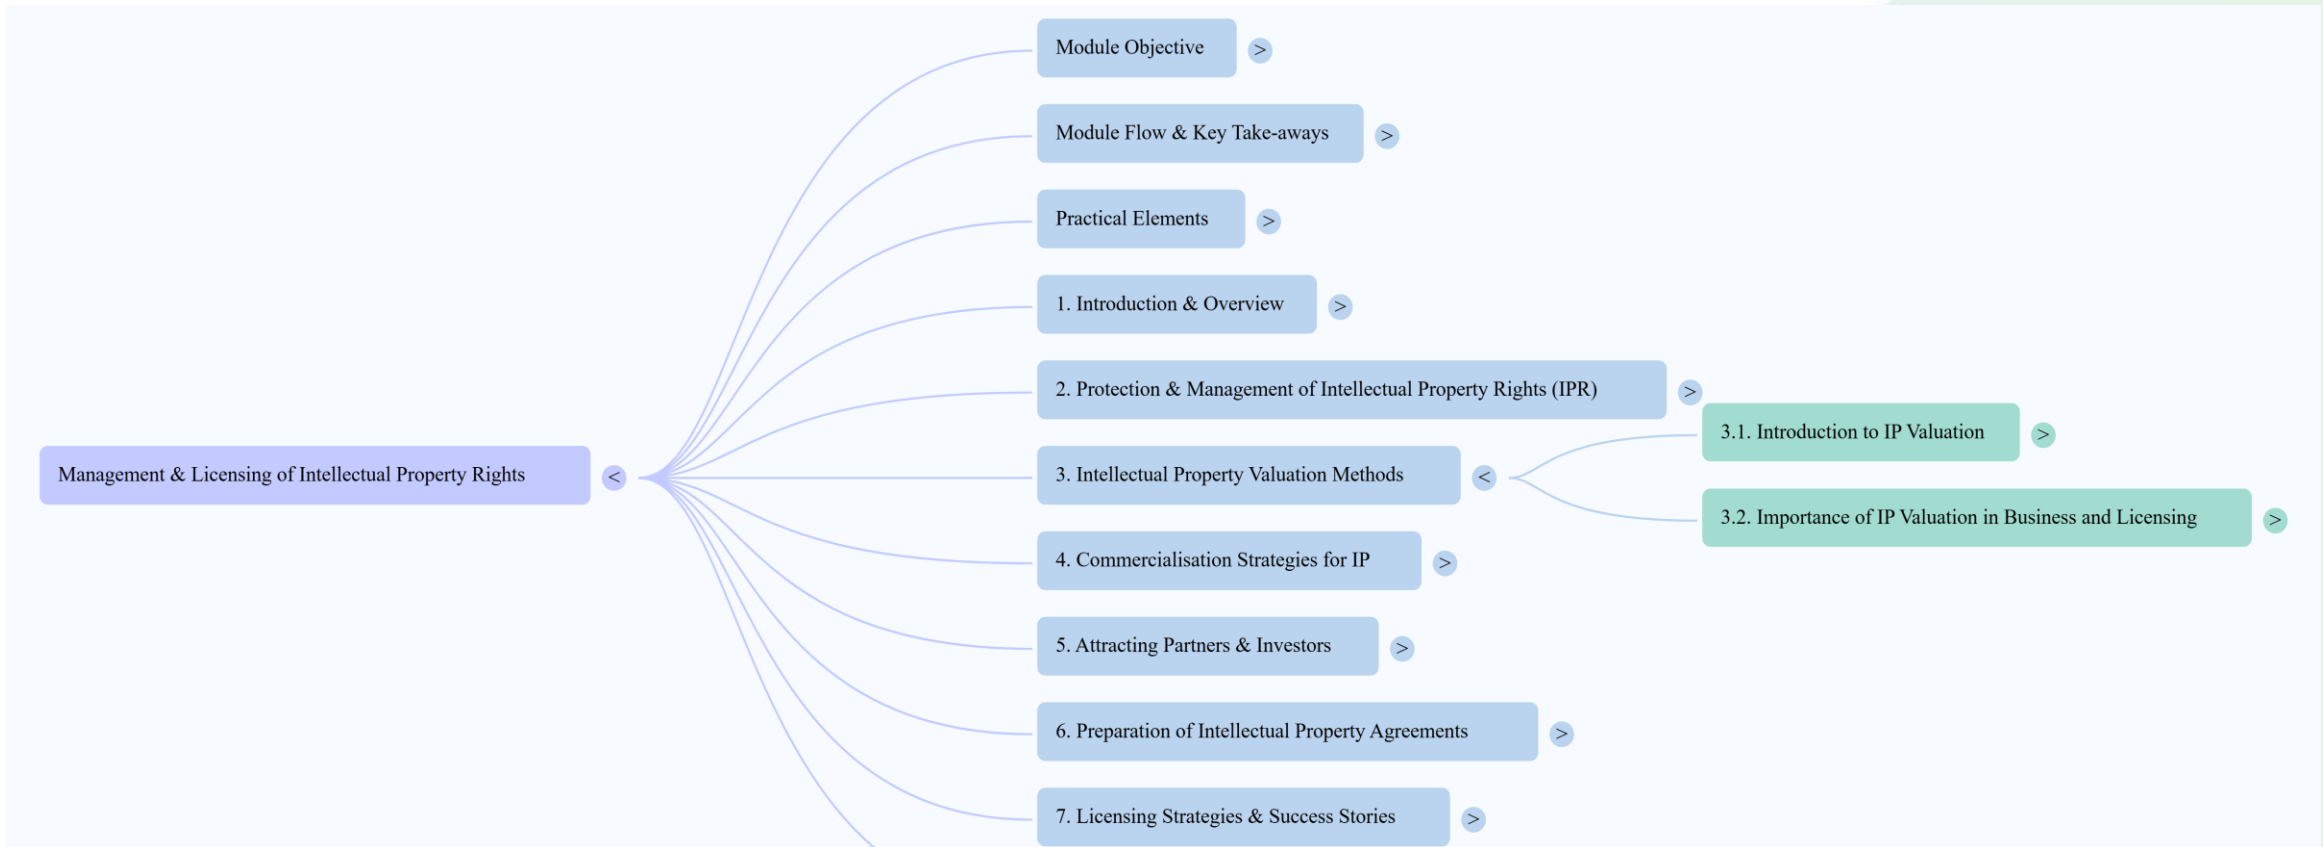 Module Objective
>
Module Flow & Key Take-aways
>
Practical Elements
>
1. Introduction & Overview
>
2. Protection & Management of Intellectual Property Rights (IPR)
>
Management & Licensing of Intellectual Property Rights
<
3. Intellectual Property Valuation Methods
<
3.1. Introduction to IP Valuation
>
3.2. Importance of IP Valuation in Business and Licensing
>
4. Commercialisation Strategies for IP
>
5. Attracting Partners & Investors
>
6. Preparation of Intellectual Property Agreements
>
7. Licensing Strategies & Success Stories
>